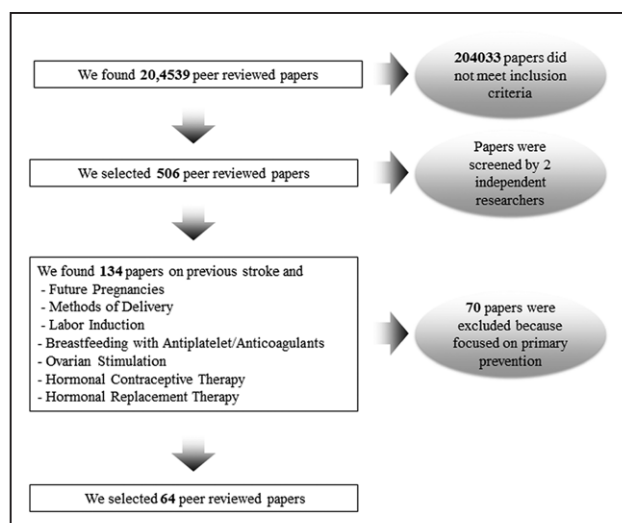 We found 20,4539 peer reviewed papers
204033 papers did
not meet inclusion
criteria
We selected 506 peer reviewed papers
Papers were
screened by 2
independent
researchers
We found 134 papers on previous stroke and
- Future Pregnancies
- Methods of Delivery
- Labor Induction
- Breastfeeding with Antiplatelet/Anticoagulants
- Ovarian Stimulation
- Hormonal Contraceptive Therapy
- Hormonal Replacement Therapy
70 papers were
excluded because
focused on primary
prevention
We selected 64 peer reviewed papers